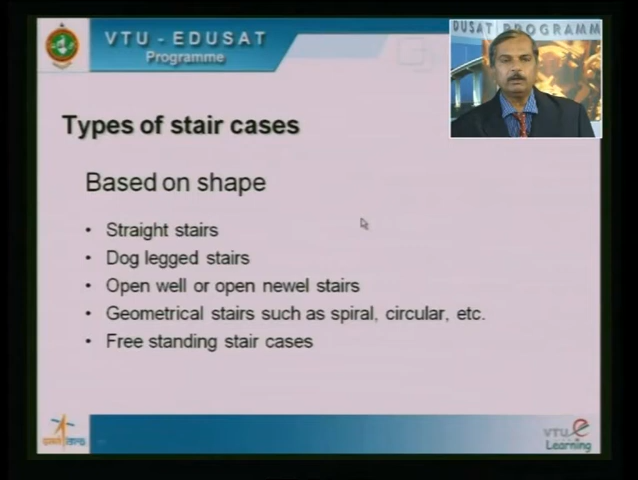 VTU - EDUSAT
Programme
DUSAT PROGRAMM
Types of stair cases
Based on shape
• Straight stairs
• Dog legged stairs
• Open well or open newel stairs
• Geometrical stairs such as spiral, circular, etc.
• Free standing stair cases
VTU e
Learning